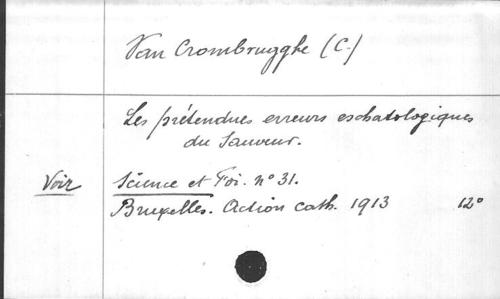 Van Crombrugghe (C.)
Les prétendues erreurs eschatologiques
du Sauveur.
Voir Science et Foi. n° 31.
Bruxelles. Action cath. 1913 12°